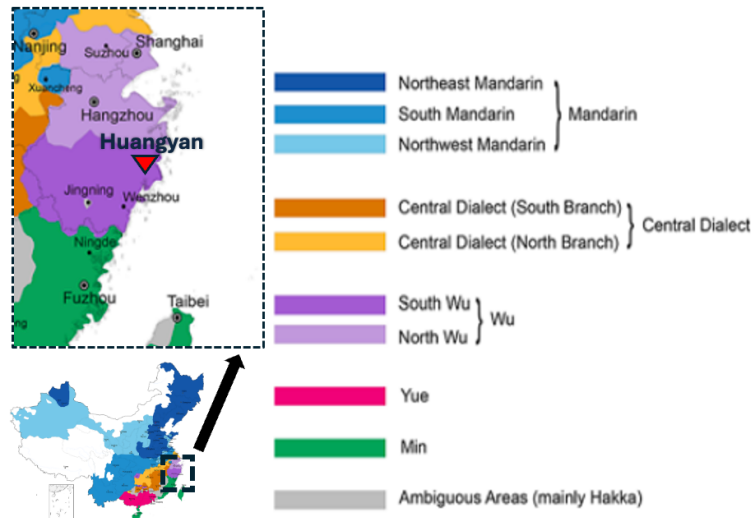 Nanjing
Suzhou
Shanghai
Xuancheng
Hangzhou
Huangyan
Jingning
Wenzhou
Ningde
Fuzhou
Taibei
Northeast Mandarin
South Mandarin
Northwest Mandarin
Mandarin
Central Dialect (South Branch)
Central Dialect (North Branch)
Central Dialect
South Wu
North Wu
Wu
Yue
Min
Ambiguous Areas (mainly Hakka)